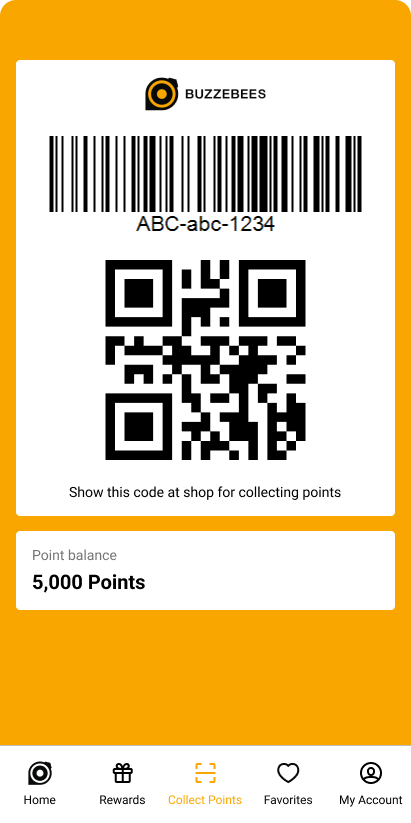 BUZZEBEES
ABC-abc-1234
Show this code at shop for collecting points
Point balance
5,000 Points
Home
Rewards
Collect Points
Favorites
My Account